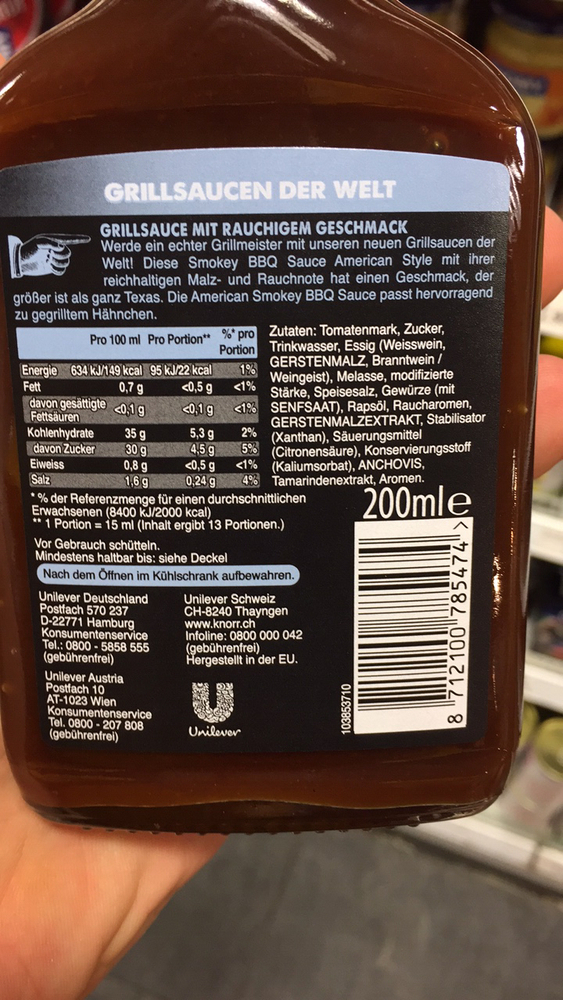 GRILLSAUCEN DER WELT
GRILLSAUCE MIT RAUCHIGEM GESCHMACK
Werde ein echter Grillmeister mit unseren neuen Grillsaucen der
Welt! Diese Smokey BBQ Sauce American Style mit ihrer
reichhaltigen Malz- und Rauchnote hat einen Geschmack, der
größer ist als ganz Texas. Die American Smokey BBQ Sauce passt hervorragend
zu gegrilltem Hähnchen.
Pro 100 ml Pro Portion** %* pro
Portion
Energie 634 kJ/149 kcal 95 kJ/22 kcal 1%
Fett 0,7 g <0,5 g <1%
davon gesättigte
Fettsäuren <0,1 g <0,1 g <1%
Kohlenhydrate 35 g 5,3 g 2%
davon Zucker 30 g 4,5 g 5%
Eiweiss 0,8 g <0,5 g <1%
Salz 1,6 g 0,24 g 4%
* % der Referenzmenge für einen durchschnittlichen
Erwachsenen (8400 kJ/2000 kcal)
** 1 Portion = 15 ml (Inhalt ergibt 13 Portionen.)
Vor Gebrauch schütteln.
Mindestens haltbar bis: siehe Deckel
Nach dem Öffnen im Kühlschrank aufbewahren.
Zutaten: Tomatenmark, Zucker,
Trinkwasser, Essig (Weisswein,
GERSTENMALZ, Branntwein /
Weingeist), Melasse, modifizierte
Stärke, Speisesalz, Gewürze (mit
SENFSAAT), Rapsöl, Raucharomen,
GERSTENMALZEXTRAKT, Stabilisator
(Xanthan), Säuerungsmittel
(Citronensäure), Konservierungsstoff
(Kaliumsorbat), ANCHOVIS,
Tamarindenextrakt, Aromen.
200ml e
Unilever Deutschland
Postfach 570 237
D-22771 Hamburg
Konsumentenservice
Tel.: 0800 - 5858 555
(gebührenfrei)
Unilever Austria
Postfach 10
AT-1023 Wien
Konsumentenservice
Tel. 0800 - 207 808
(gebührenfrei)
Unilever Schweiz
CH-8240 Thayngen
www.knorr.ch
Infoline: 0800 000 042
(gebührenfrei)
Hergestellt in der EU.
Unilever
103853710
8 712100 785474 >